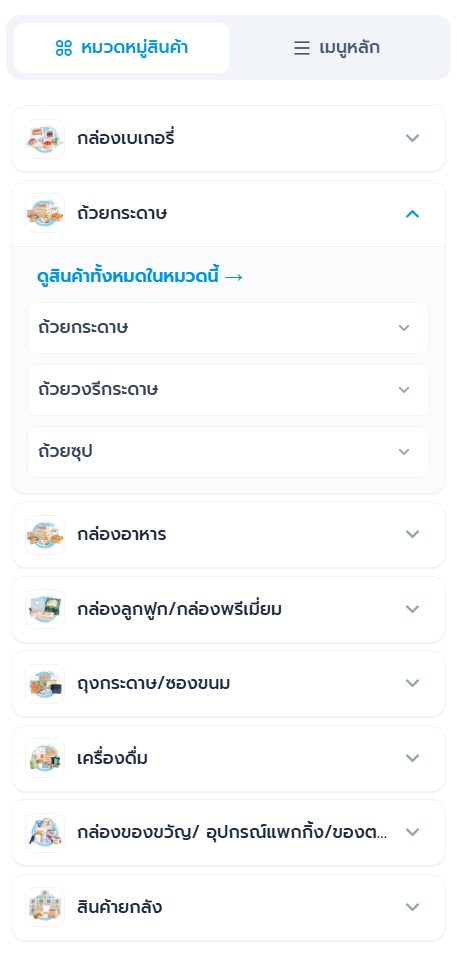 หมวดหมู่สินค้า
เมนูหลัก
กล่องเบเกอรี่
ถ้วยกระดาษ
ดูสินค้าทั้งหมดในหมวดนี้ →
ถ้วยกระดาษ
ถ้วยวงรีกระดาษ
ถ้วยซุป
กล่องอาหาร
กล่องลูกฟูก/กล่องพรีเมี่ยม
ถุงกระดาษ/ซองขนม
เครื่องดื่ม
กล่องของขวัญ/ อุปกรณ์แพกกิ้ง/ของต...
สินค้ายกลัง